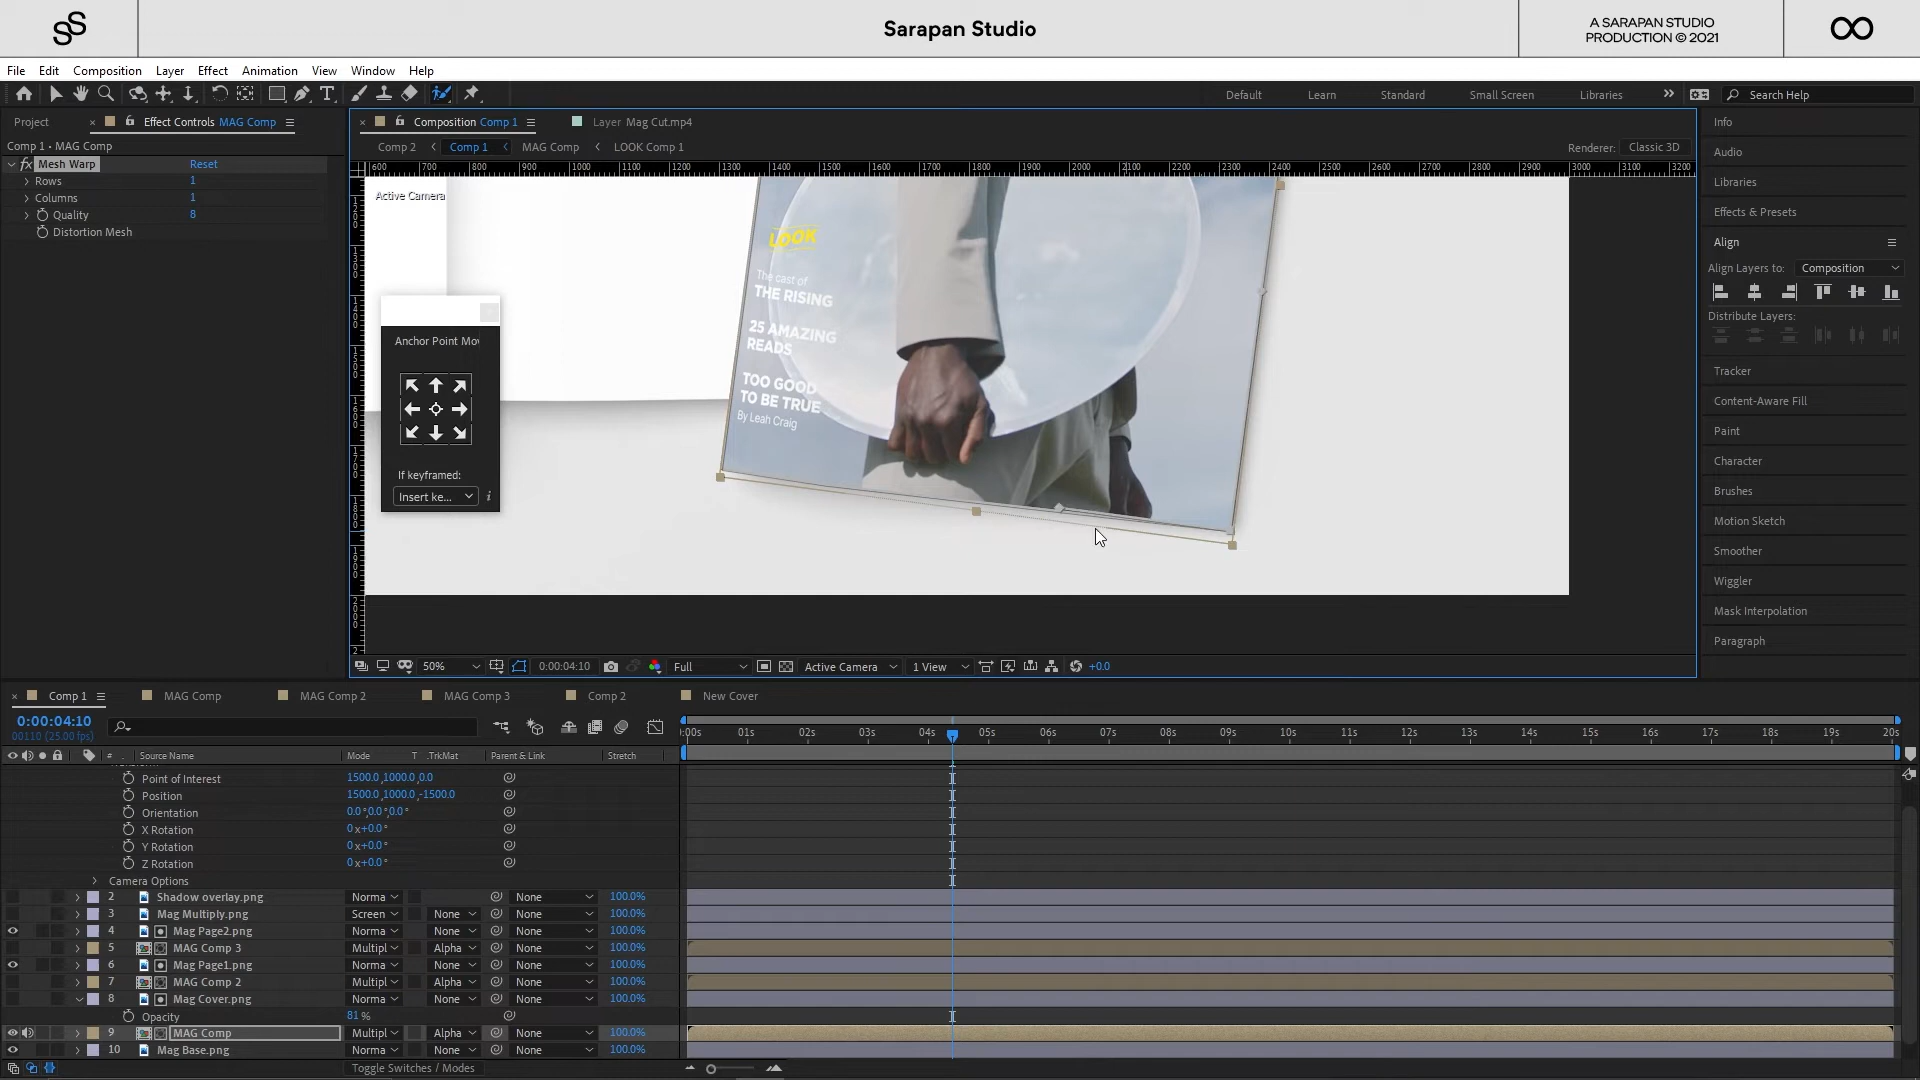 SS
Sarapan Studio
A SARAPAN STUDIO
PRODUCTION © 2021
File Edit Composition Layer Effect Animation View Window Help
Default Learn Standard Small Screen Libraries » Search Help
Project × Effect Controls MAG Comp
Comp 1 • MAG Comp
fx Mesh Warp Reset
Rows 1
Columns 1
Quality 8
Distortion Mesh
× Composition Comp 1 Layer Mag Cut.mp4
Comp 2 Comp 1 MAG Comp LOOK Comp 1 Renderer: Classic 3D
600 700 800 900 1000 1100 1200 1300 1400 1500 1600 1700 1800 1900 2000 2100 2200 2300 2400 2500 2600 2700 2800 2900 3000 3100 3200
Active Camera
LOOK
The cast of
THE RISING
25 AMAZING
READS
TOO GOOD
TO BE TRUE
By Leah Craig
Anchor Point Mov
If keyframed:
Insert ke...
50% 0:00:04:10 Full Active Camera 1 View +0.0
Info
Audio
Libraries
Effects & Presets
Align
Align Layers to: Composition
Distribute Layers:
Tracker
Content-Aware Fill
Paint
Character
Brushes
Motion Sketch
Smoother
Wiggler
Mask Interpolation
Paragraph
× Comp 1 MAG Comp MAG Comp 2 MAG Comp 3 Comp 2 New Cover
0:00:04:10
00110 (25.00 fps)
:00s 01s 02s 03s 04s 05s 06s 07s 08s 09s 10s 11s 12s 13s 14s 15s 16s 17s 18s 19s 20s
# Source Name Mode T .TrkMat Parent & Link Stretch
Point of Interest 1500.0,1000.0,0.0
Position 1500.0,1000.0,-1500.0
Orientation 0.0°,0.0°,0.0°
X Rotation 0x+0.0°
Y Rotation 0x+0.0°
Z Rotation 0x+0.0°
Camera Options
2 Shadow overlay.png Norma None 100.0%
3 Mag Multiply.png Screen None None 100.0%
4 Mag Page2.png Norma None None 100.0%
5 MAG Comp 3 Multipl Alpha None 100.0%
6 Mag Page1.png Norma None None 100.0%
7 MAG Comp 2 Multipl Alpha None 100.0%
8 Mag Cover.png Norma None None 100.0%
Opacity 81 %
9 MAG Comp Multipl Alpha None 100.0%
10 Mag Base.png Norma None None 100.0%
Toggle Switches / Modes